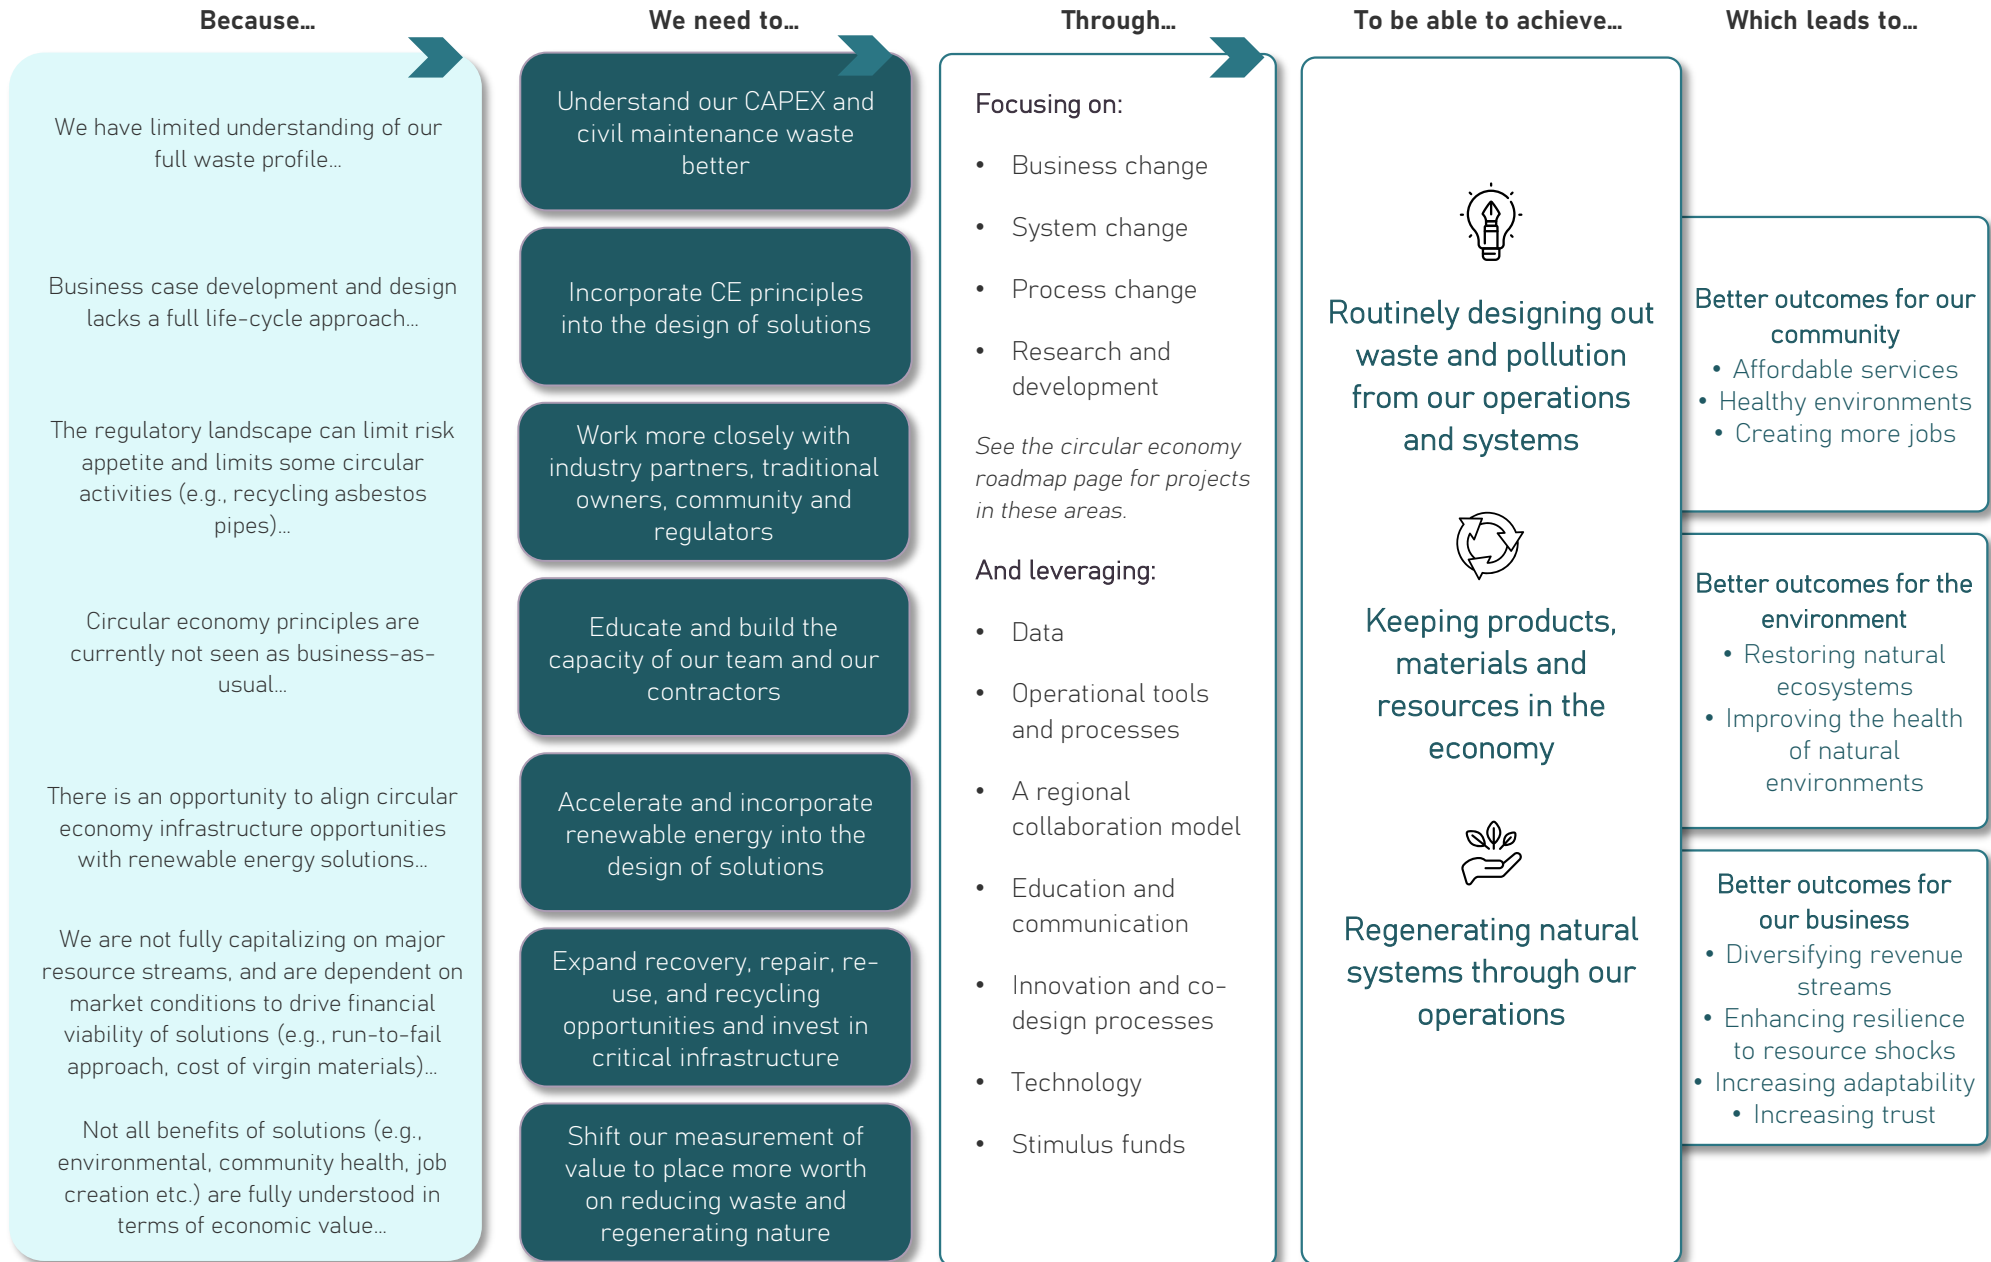 Because...
We have limited understanding of our
full waste profile...
Business case development and design
lacks a full life-cycle approach...
The regulatory landscape can limit risk
appetite and limits some circular
activities (e.g., recycling asbestos
pipes)...
Circular economy principles are
currently not seen as business-as-
usual...
There is an opportunity to align circular
economy infrastructure opportunities
with renewable energy solutions...
We are not fully capitalizing on major
resource streams, and are dependent on
market conditions to drive financial
viability of solutions (e.g., run-to-fail
approach, cost of virgin materials)...
Not all benefits of solutions (e.g.,
environmental, community health, job
creation etc.) are fully understood in
terms of economic value...
We need to...
Understand our CAPEX and
civil maintenance waste
better
Incorporate CE principles
into the design of solutions
Work more closely with
industry partners, traditional
owners, community and
regulators
Educate and build the
capacity of our team and our
contractors
Accelerate and incorporate
renewable energy into the
design of solutions
Expand recovery, repair, re-
use, and recycling
opportunities and invest in
critical infrastructure
Shift our measurement of
value to place more worth
on reducing waste and
regenerating nature
Through...
Focusing on:
• Business change
• System change
• Process change
• Research and
development
See the circular economy
roadmap page for projects
in these areas.
And leveraging:
• Data
• Operational tools
and processes
• A regional
collaboration model
• Education and
communication
• Innovation and co-
design processes
• Technology
• Stimulus funds
To be able to achieve...
Routinely designing out
waste and pollution
from our operations
and systems
Keeping products,
materials and
resources in the
economy
Regenerating natural
systems through our
operations
Which leads to...
Better outcomes for our
community
• Affordable services
• Healthy environments
• Creating more jobs
Better outcomes for the
environment
• Restoring natural
ecosystems
• Improving the health
of natural
environments
Better outcomes for
our business
• Diversifying revenue
streams
• Enhancing resilience
to resource shocks
• Increasing adaptability
• Increasing trust